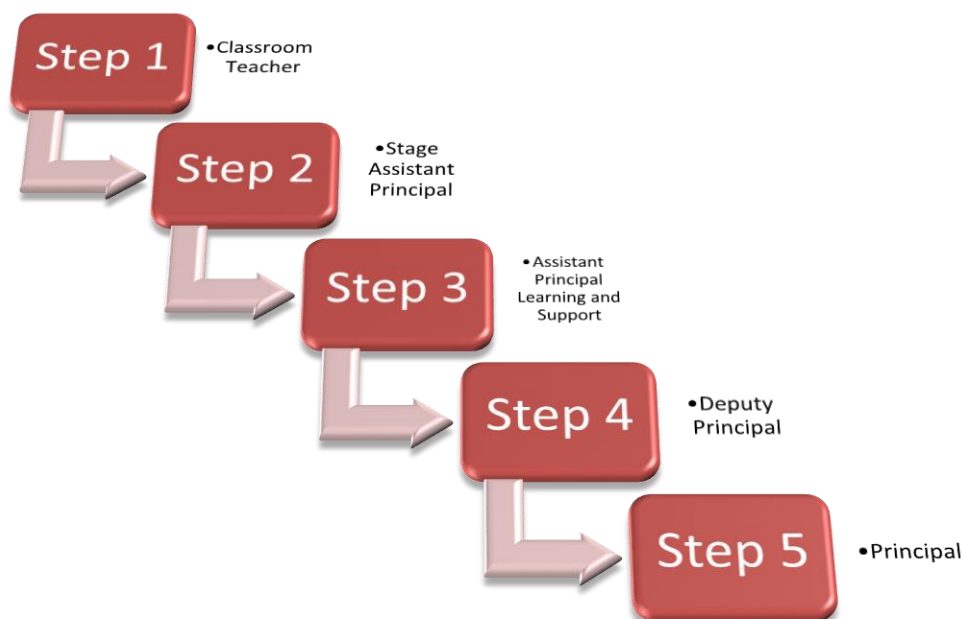 Step 1
•Classroom
Teacher
Step 2
•Stage
Assistant
Principal
Step 3
•Assistant
Principal
Learning and
Support
Step 4
•Deputy
Principal
Step 5
•Principal